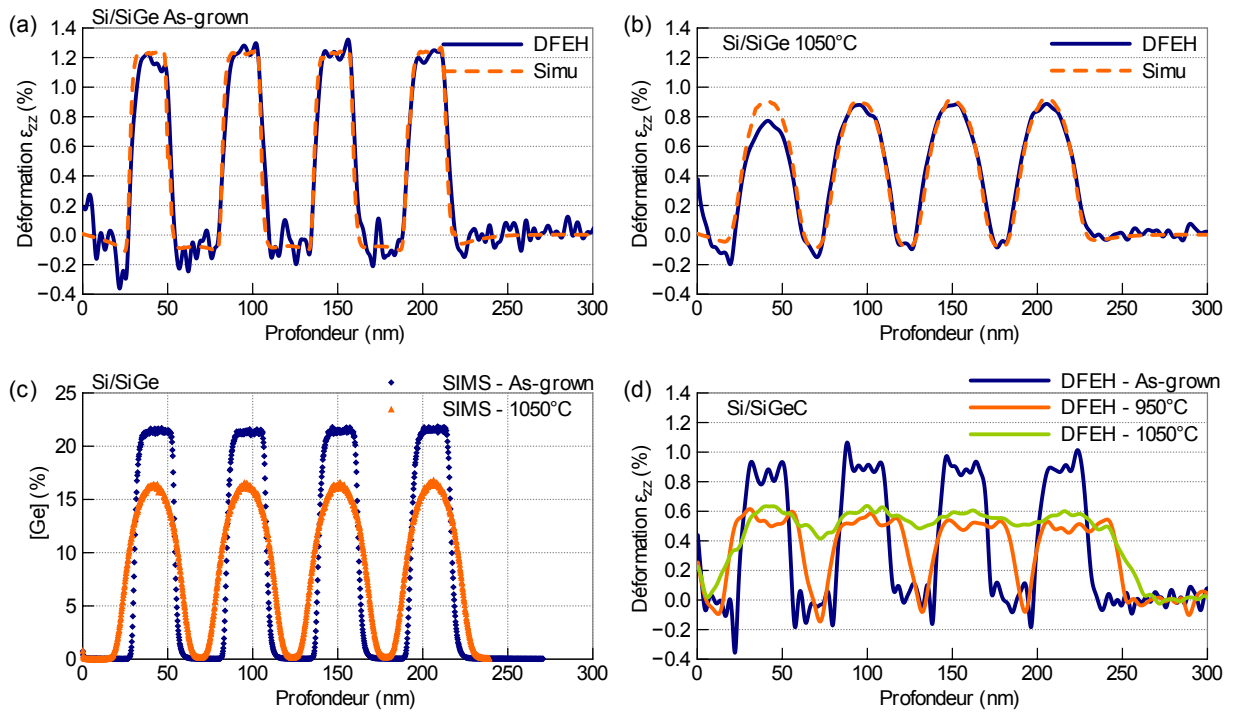 (a)
Si/SiGe As-grown
DFEH
Simu
Déformation εzz (%)
1.4
1.2
1.0
0.8
0.6
0.4
0.2
0.0
−0.2
−0.4
0 50 100 150 200 250 300
Profondeur (nm)
(b)
Si/SiGe 1050°C
DFEH
Simu
Déformation εzz (%)
1.4
1.2
1.0
0.8
0.6
0.4
0.2
0.0
−0.2
−0.4
0 50 100 150 200 250 300
Profondeur (nm)
(c)
Si/SiGe
SIMS - As-grown
SIMS - 1050°C
[Ge] (%)
25
20
15
10
5
0
0 50 100 150 200 250 300
Profondeur (nm)
(d)
Si/SiGeC
DFEH - As-grown
DFEH - 950°C
DFEH - 1050°C
Déformation εzz (%)
1.4
1.2
1.0
0.8
0.6
0.4
0.2
0.0
−0.2
−0.4
0 50 100 150 200 250 300
Profondeur (nm)